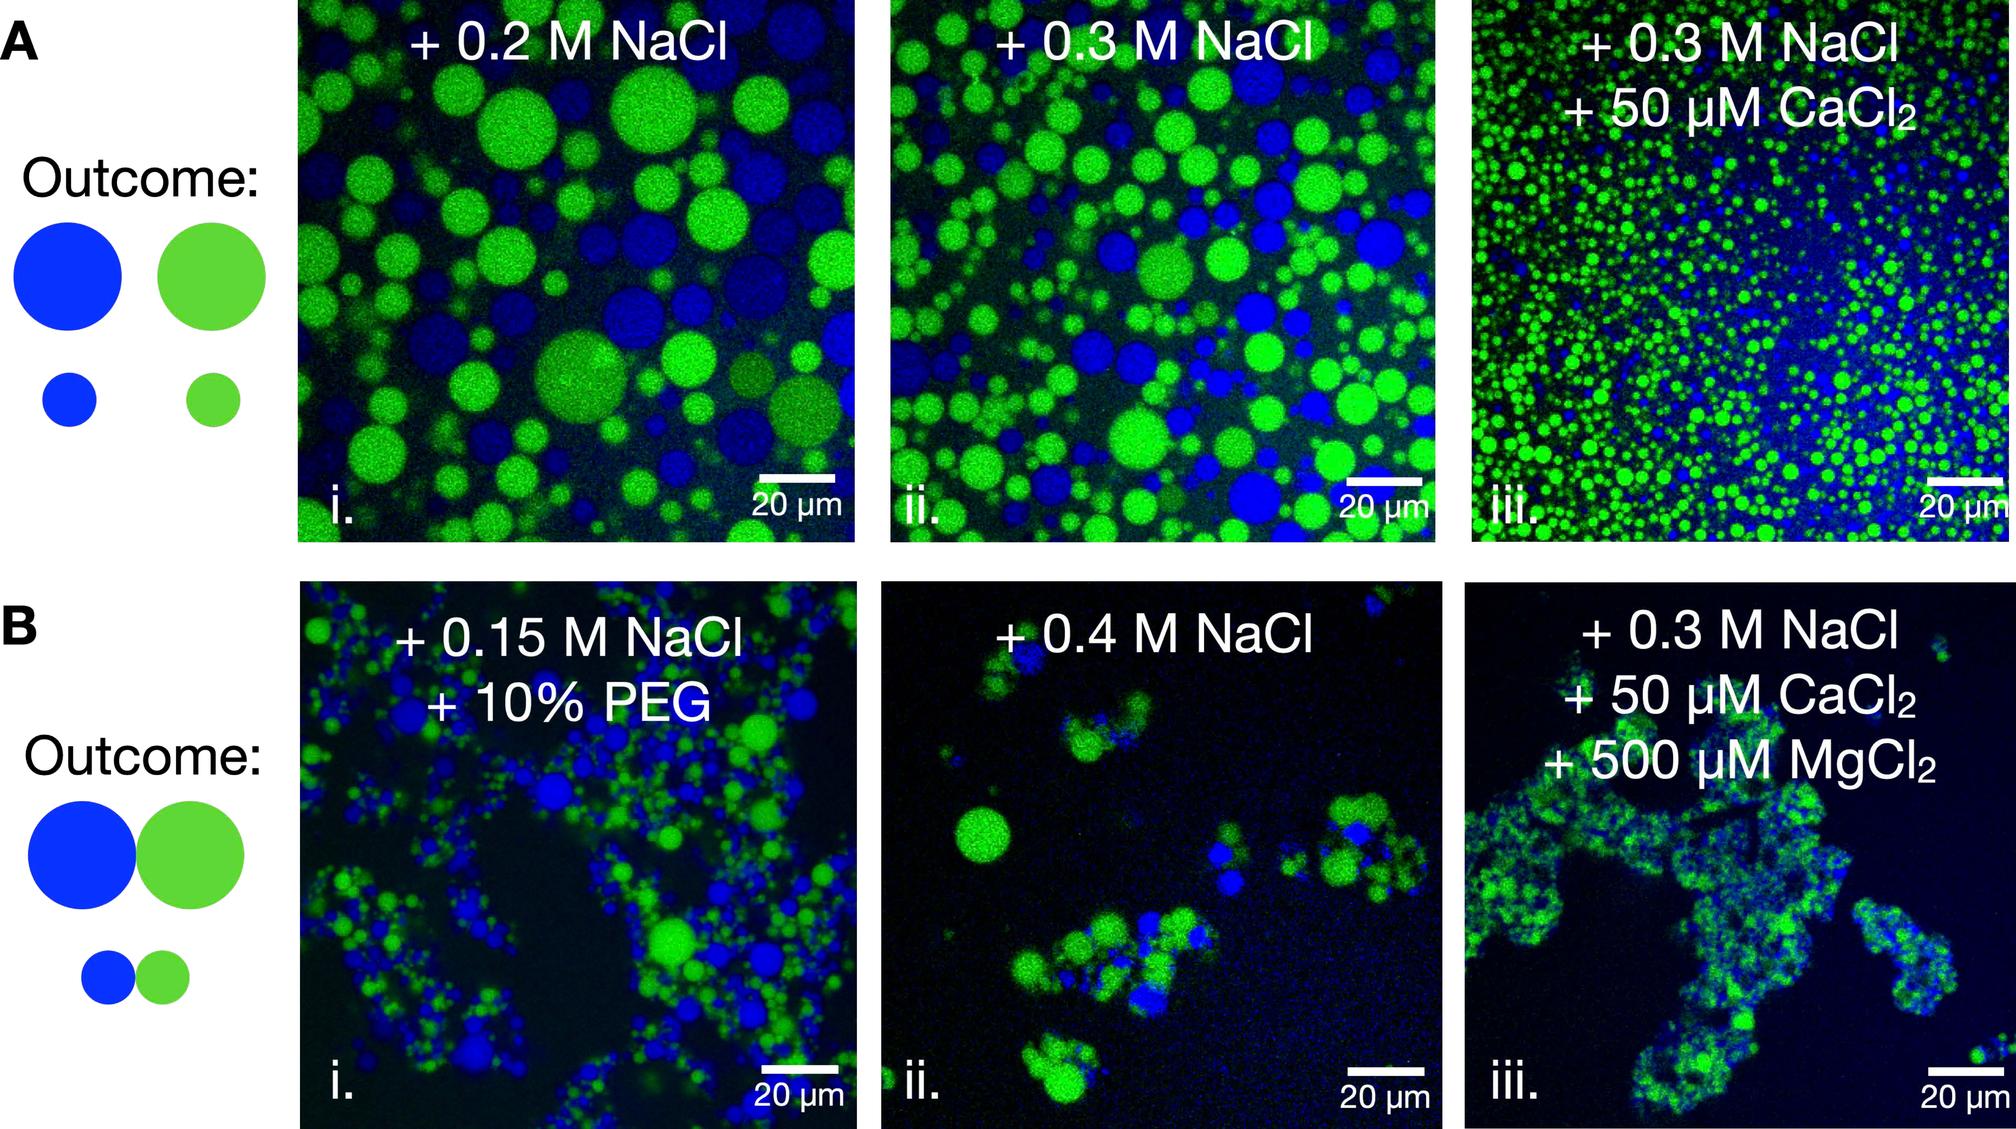 A
Outcome:
+ 0.2 M NaCl
i.
20 µm
+ 0.3 M NaCl
ii.
20 µm
+ 0.3 M NaCl
+ 50 µM CaCl₂
iii.
20 µm
B
Outcome:
+ 0.15 M NaCl
+ 10% PEG
i.
20 µm
+ 0.4 M NaCl
ii.
20 µm
+ 0.3 M NaCl
+ 50 µM CaCl₂
+ 500 µM MgCl₂
iii.
20 µm